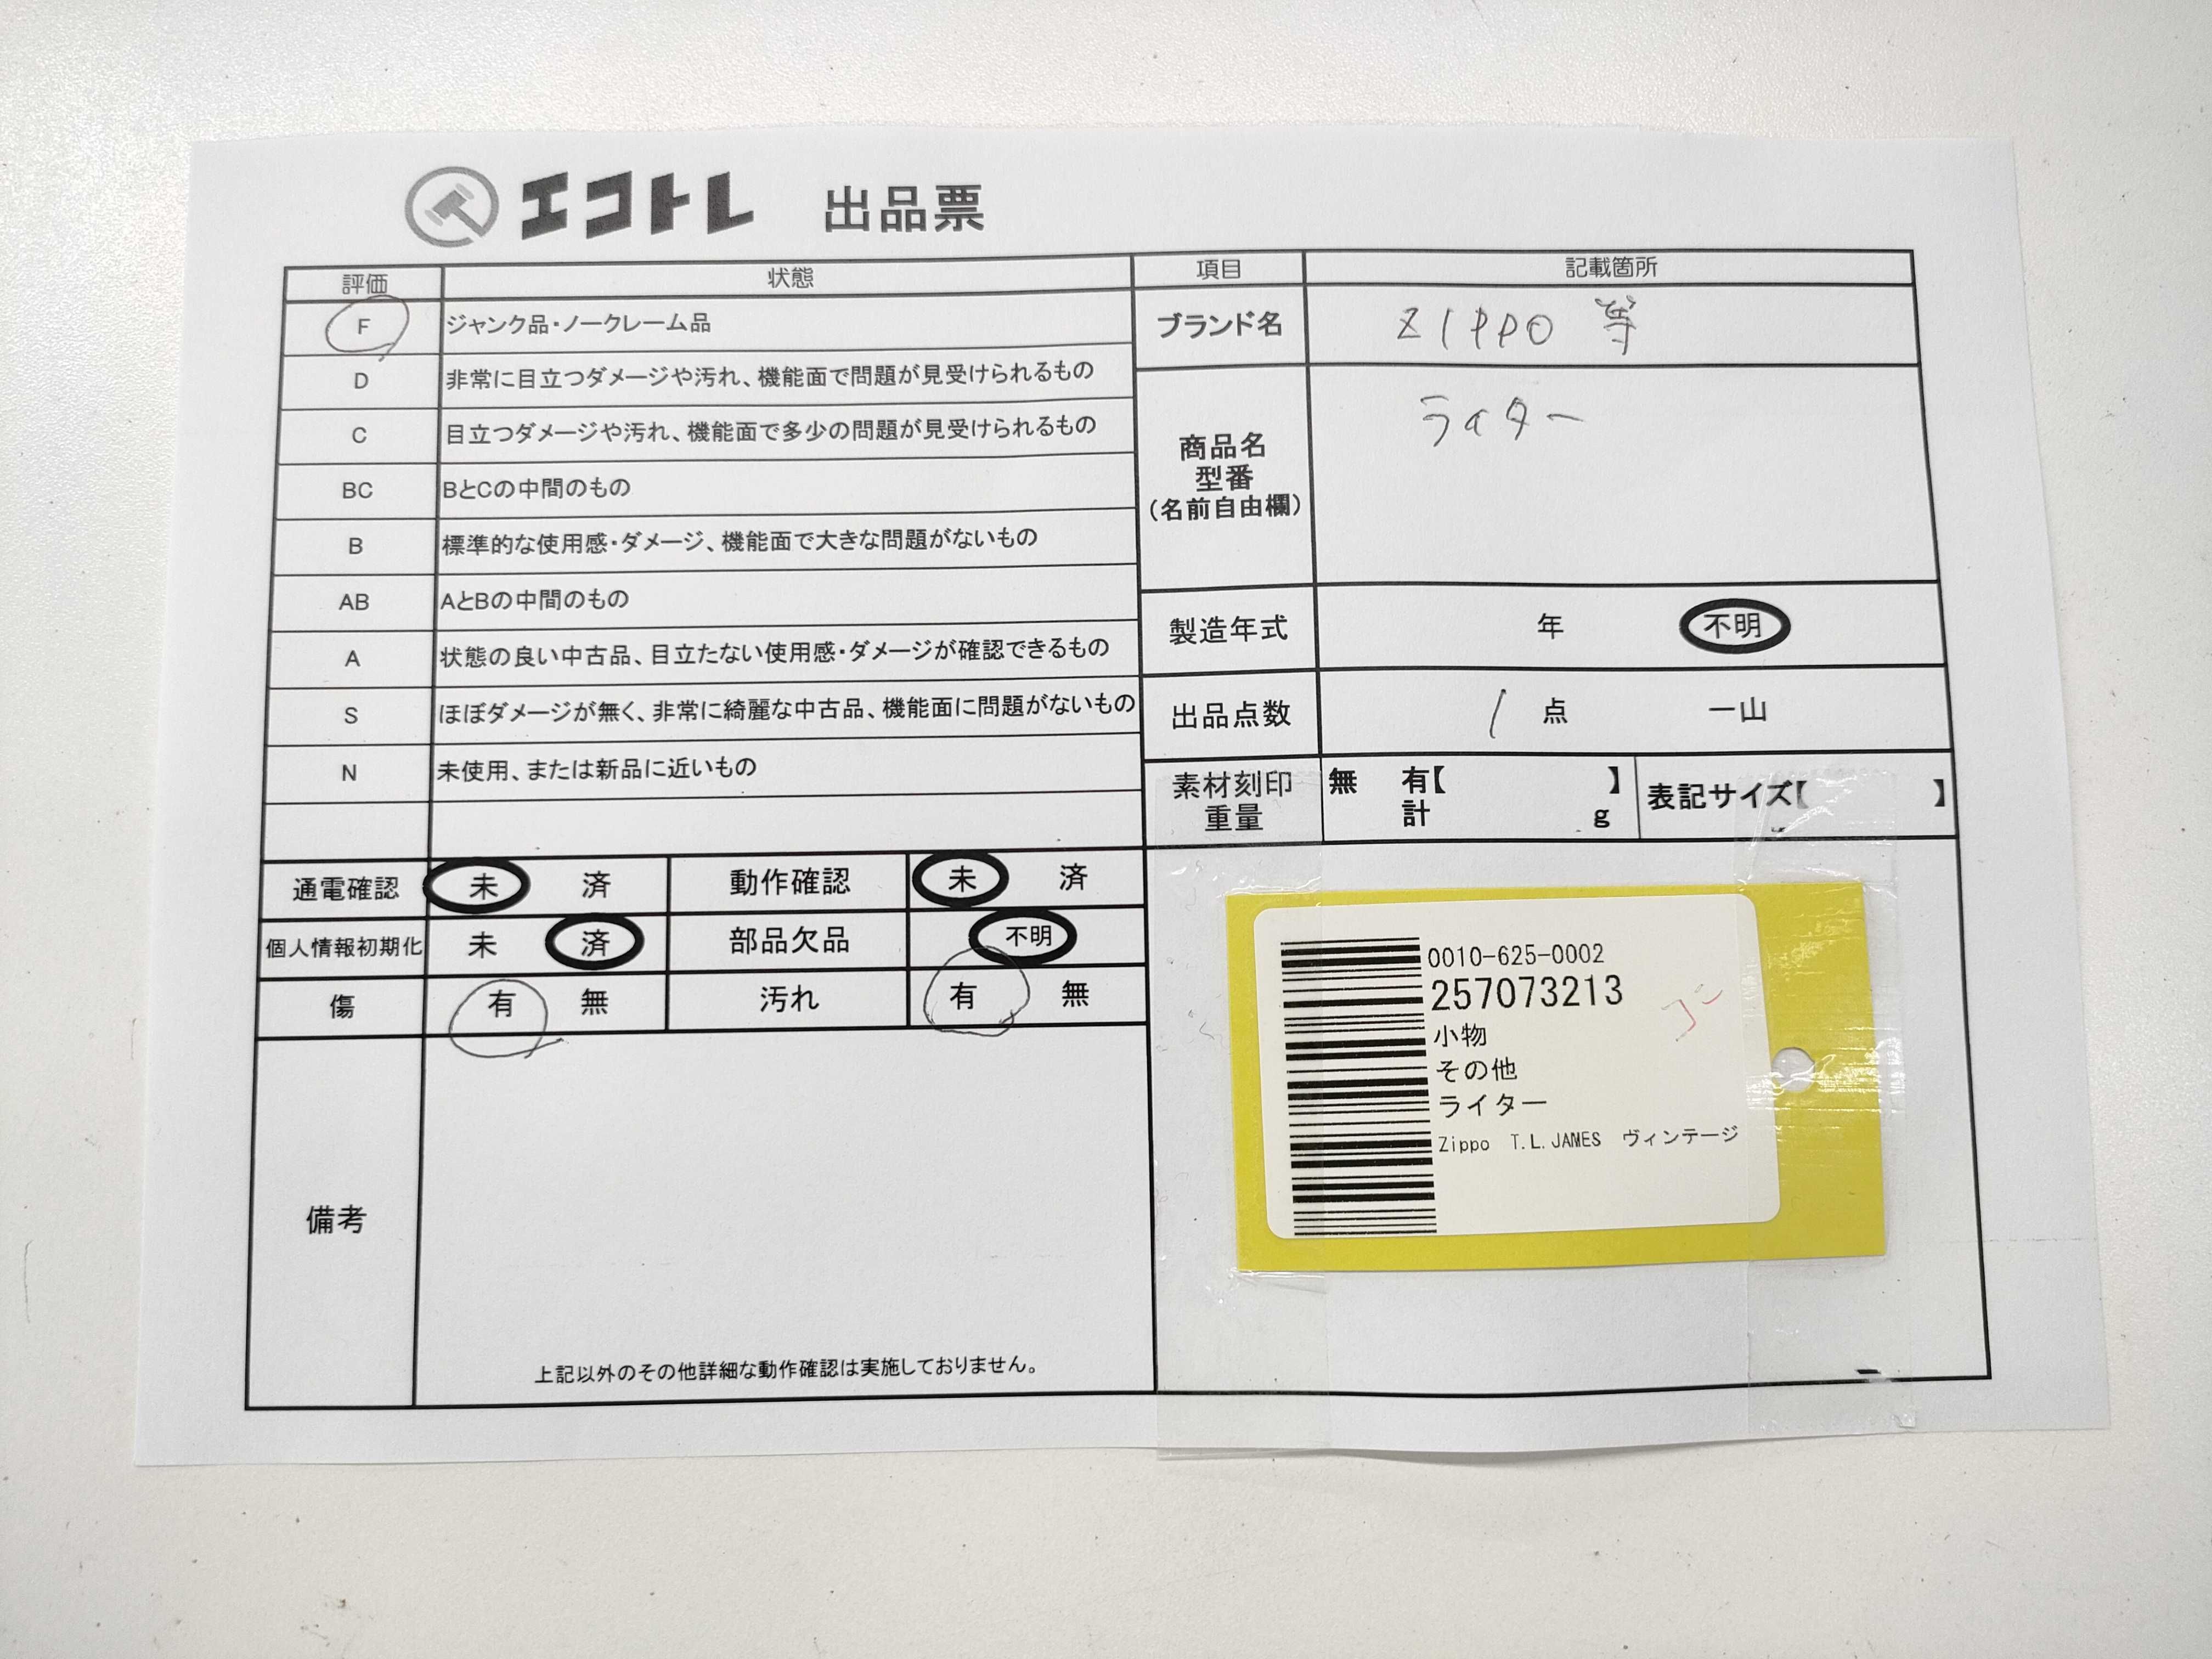 エコトレ 出品票
評価 状態
F ジャンク品・ノークレーム品
D 非常に目立つダメージや汚れ、機能面で問題が見受けられるもの
C 目立つダメージや汚れ、機能面で多少の問題が見受けられるもの
BC BとCの中間のもの
B 標準的な使用感・ダメージ、機能面で大きな問題がないもの
AB AとBの中間のもの
A 状態の良い中古品、目立たない使用感・ダメージが確認できるもの
S ほぼダメージが無く、非常に綺麗な中古品、機能面に問題がないもの
N 未使用、または新品に近いもの
通電確認 未 済 動作確認 未 済
個人情報初期化 未 済 部品欠品 不明
傷 有 無 汚れ 有 無
備考
上記以外のその他詳細な動作確認は実施しておりません。
項目 記載箇所
ブランド名 ZIPPO 等
商品名
型番
(名前自由欄)
ライター
製造年式 年 不明
出品点数 1 点 一山
素材刻印 無 有【 】 表記サイズ【 】
重量 計 g
0010-625-0002
257073213
小物
その他
ライター
Zippo T.L.JAMES ヴィンテージ